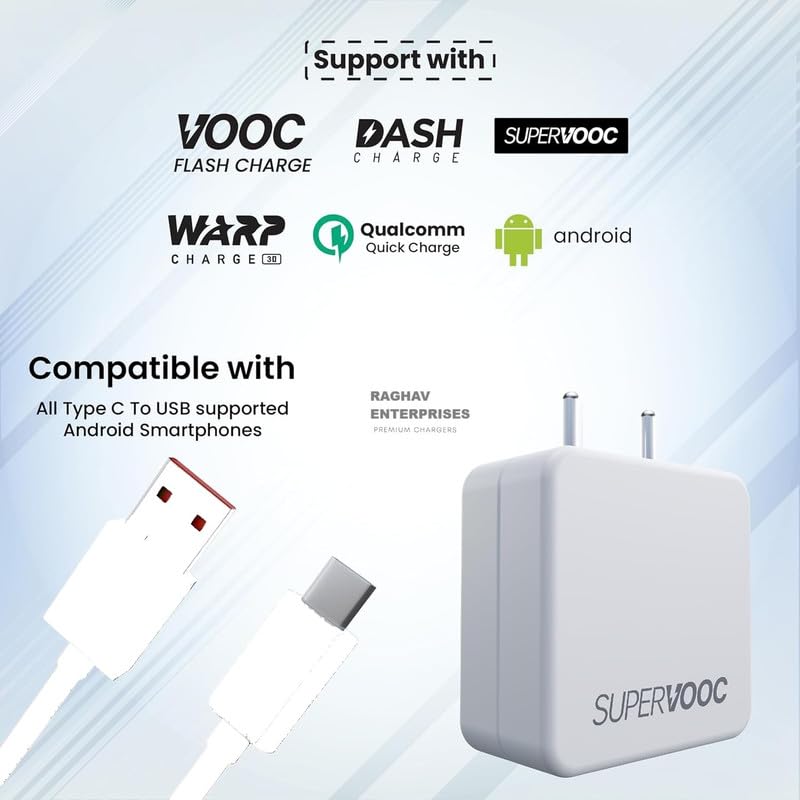 Support with
VOOC
FLASH CHARGE
DASH
CHARGE
SUPERVOOC
WARP
CHARGE 30
Qualcomm
Quick Charge
android
Compatible with
All Type C To USB supported
Android Smartphones
RAGHAV
ENTERPRISES
PREMIUM CHARGERS
SUPERVOOC